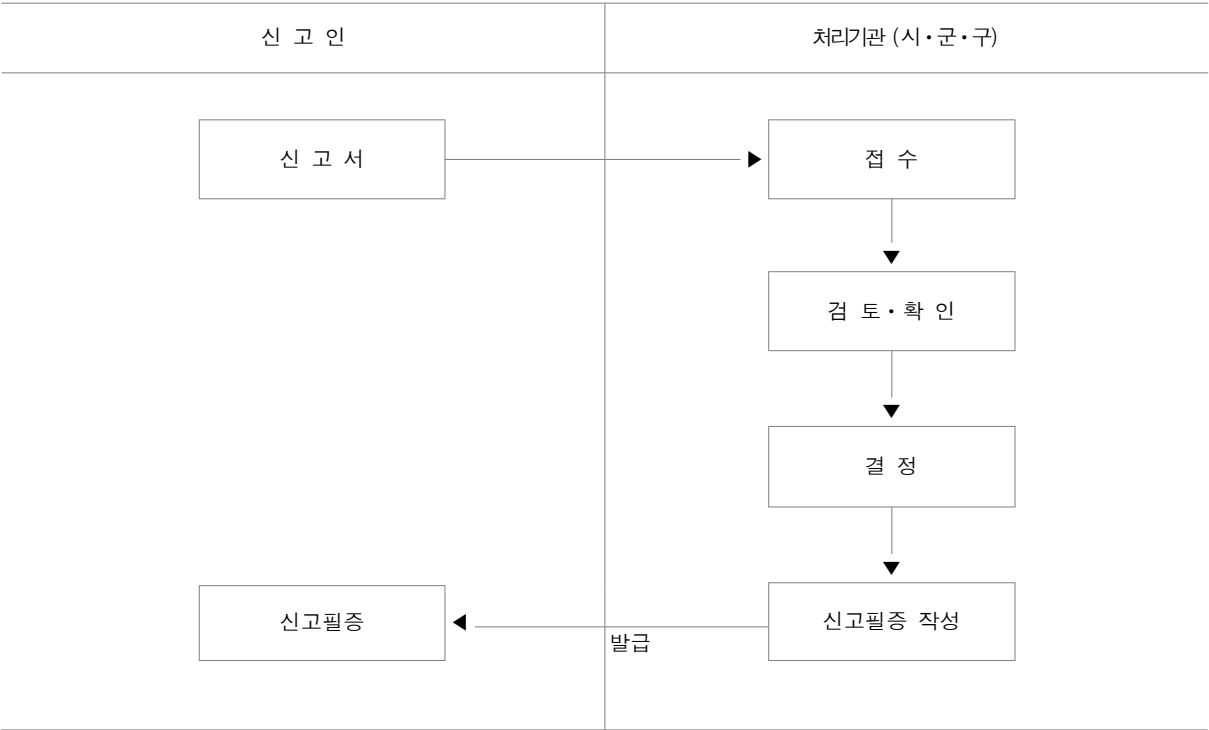 신 고 인
처리기관 (시・군・구)
신 고 서
접 수
검 토・확 인
결 정
신고필증
신고필증 작성
발급